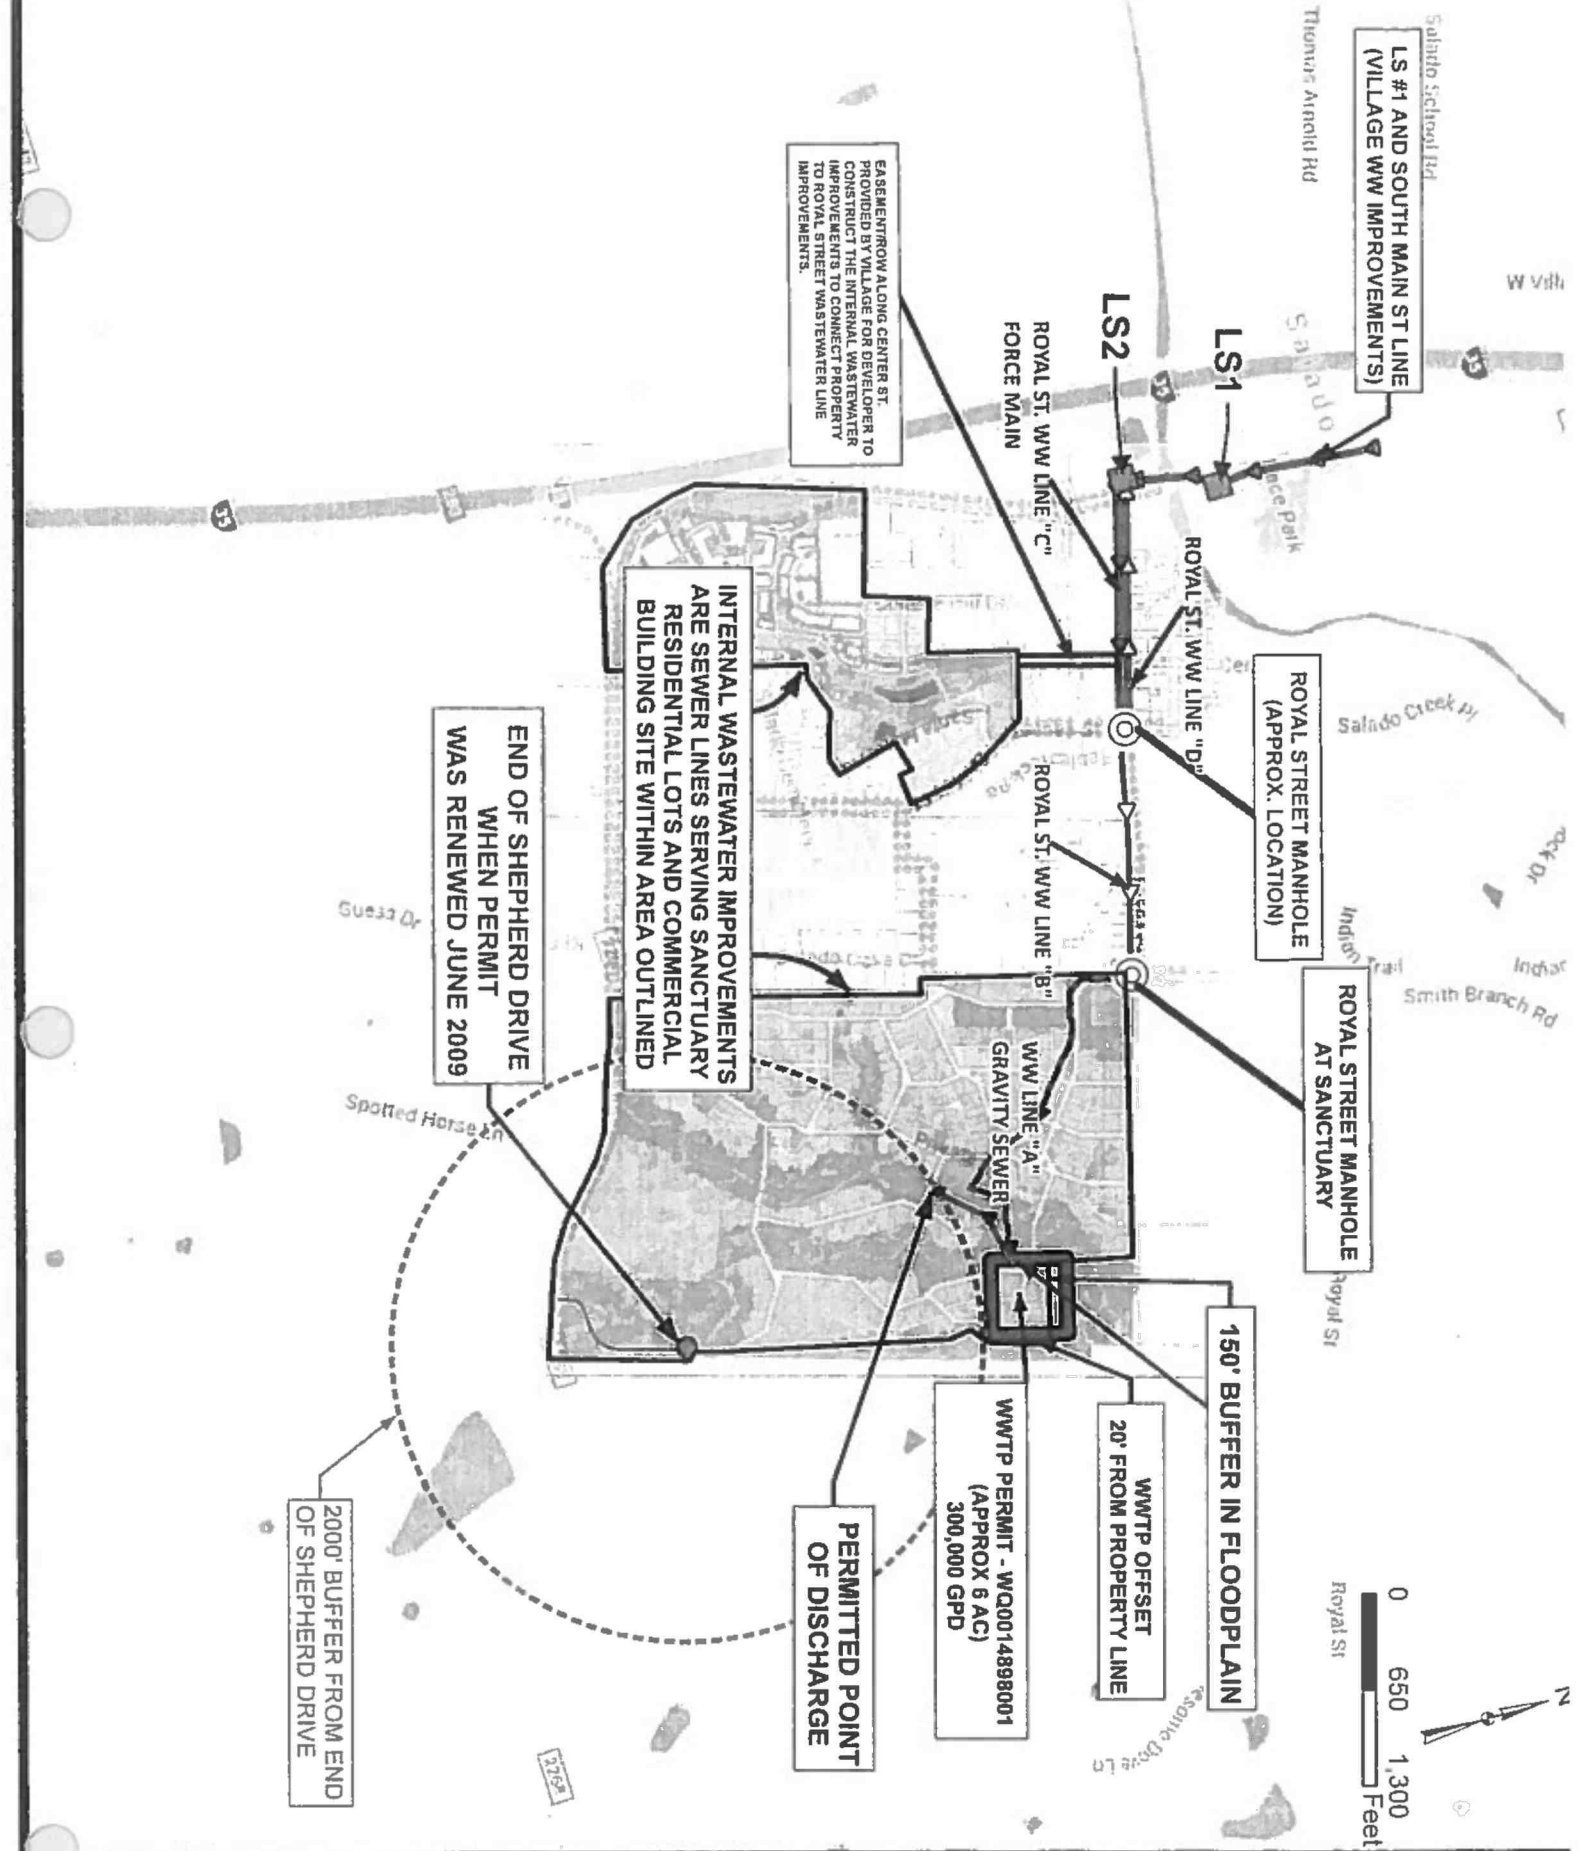 LS #1 AND SOUTH MAIN ST LINE
(VILLAGE WW IMPROVEMENTS)
Salado School Rd
Thomas Arnold Rd
Salado
35
35
35
LS1
LS2
ROYAL ST. WW LINE "C"
FORCE MAIN
EASEMENT/ROW ALONG CENTER ST.
PROVIDED BY VILLAGE FOR DEVELOPER TO
CONSTRUCT THE INTERNAL WASTEWATER
IMPROVEMENTS TO CONNECT PROPERTY
TO ROYAL STREET WASTEWATER LINE
IMPROVEMENTS.
ROYAL ST. WW LINE "D"
ROYAL STREET MANHOLE
(APPROX. LOCATION)
Salado Creek Pl
ROYAL ST. WW LINE "B"
Indian Trail
Smith Branch Rd
ROYAL STREET MANHOLE
AT SANCTUARY
Royal St
INTERNAL WASTEWATER IMPROVEMENTS
ARE SEWER LINES SERVING SANCTUARY
RESIDENTIAL LOTS AND COMMERCIAL
BUILDING SITE WITHIN AREA OUTLINED
END OF SHEPHERD DRIVE
WHEN PERMIT
WAS RENEWED JUNE 2009
Guess Dr
Spotted Horse Ln
WW LINE "A"
GRAVITY SEWER
150' BUFFER IN FLOODPLAIN
WWTP OFFSET
20' FROM PROPERTY LINE
WWTP PERMIT - WQ0014898001
(APPROX 6 AC)
300,000 GPD
PERMITTED POINT
OF DISCHARGE
2000' BUFFER FROM END
OF SHEPHERD DRIVE
2268
Royal St
0 650 1,300
Feet
N